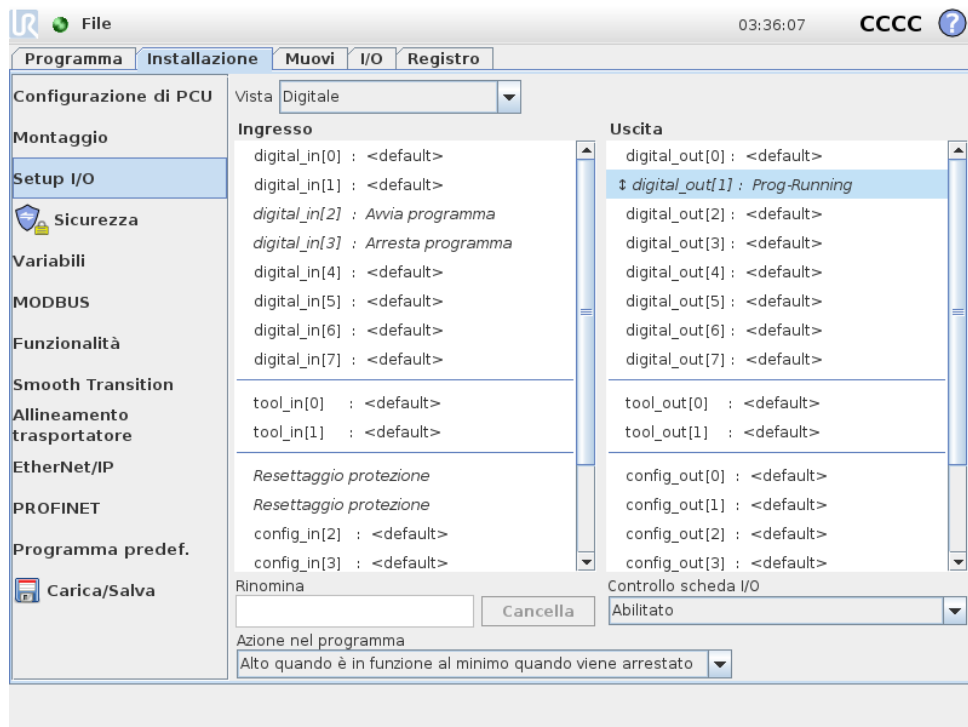 UR File 03:36:07 CCCC ?
Programma Installazione Muovi I/O Registro
Configurazione di PCU
Montaggio
Setup I/O
Sicurezza
Variabili
MODBUS
Funzionalità
Smooth Transition
Allineamento
trasportatore
EtherNet/IP
PROFINET
Programma predef.
Carica/Salva
Vista Digitale
Ingresso
digital_in[0] : <default>
digital_in[1] : <default>
digital_in[2] : Avvia programma
digital_in[3] : Arresta programma
digital_in[4] : <default>
digital_in[5] : <default>
digital_in[6] : <default>
digital_in[7] : <default>
tool_in[0] : <default>
tool_in[1] : <default>
Resettaggio protezione
Resettaggio protezione
config_in[2] : <default>
config_in[3] : <default>
Uscita
digital_out[0] : <default>
↕ digital_out[1] : Prog-Running
digital_out[2] : <default>
digital_out[3] : <default>
digital_out[4] : <default>
digital_out[5] : <default>
digital_out[6] : <default>
digital_out[7] : <default>
tool_out[0] : <default>
tool_out[1] : <default>
config_out[0] : <default>
config_out[1] : <default>
config_out[2] : <default>
config_out[3] : <default>
Rinomina
Cancella
Controllo scheda I/O
Abilitato
Azione nel programma
Alto quando è in funzione al minimo quando viene arrestato